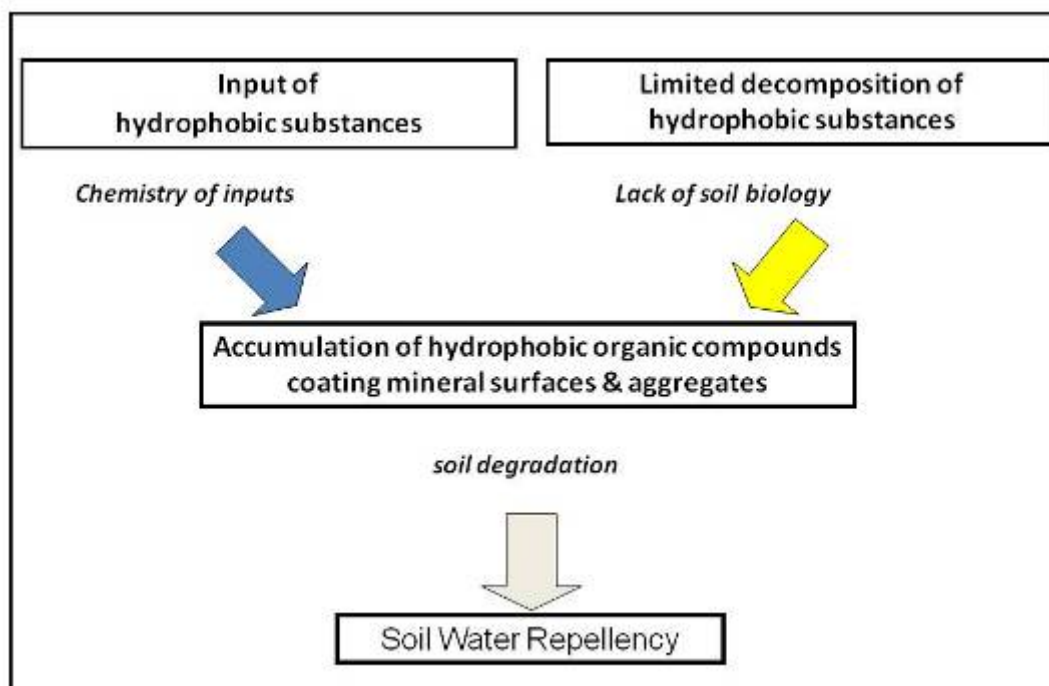 Input of
hydrophobic substances
Limited decomposition of
hydrophobic substances
Chemistry of inputs
Lack of soil biology
Accumulation of hydrophobic organic compounds
coating mineral surfaces & aggregates
soil degradation
Soil Water Repellency